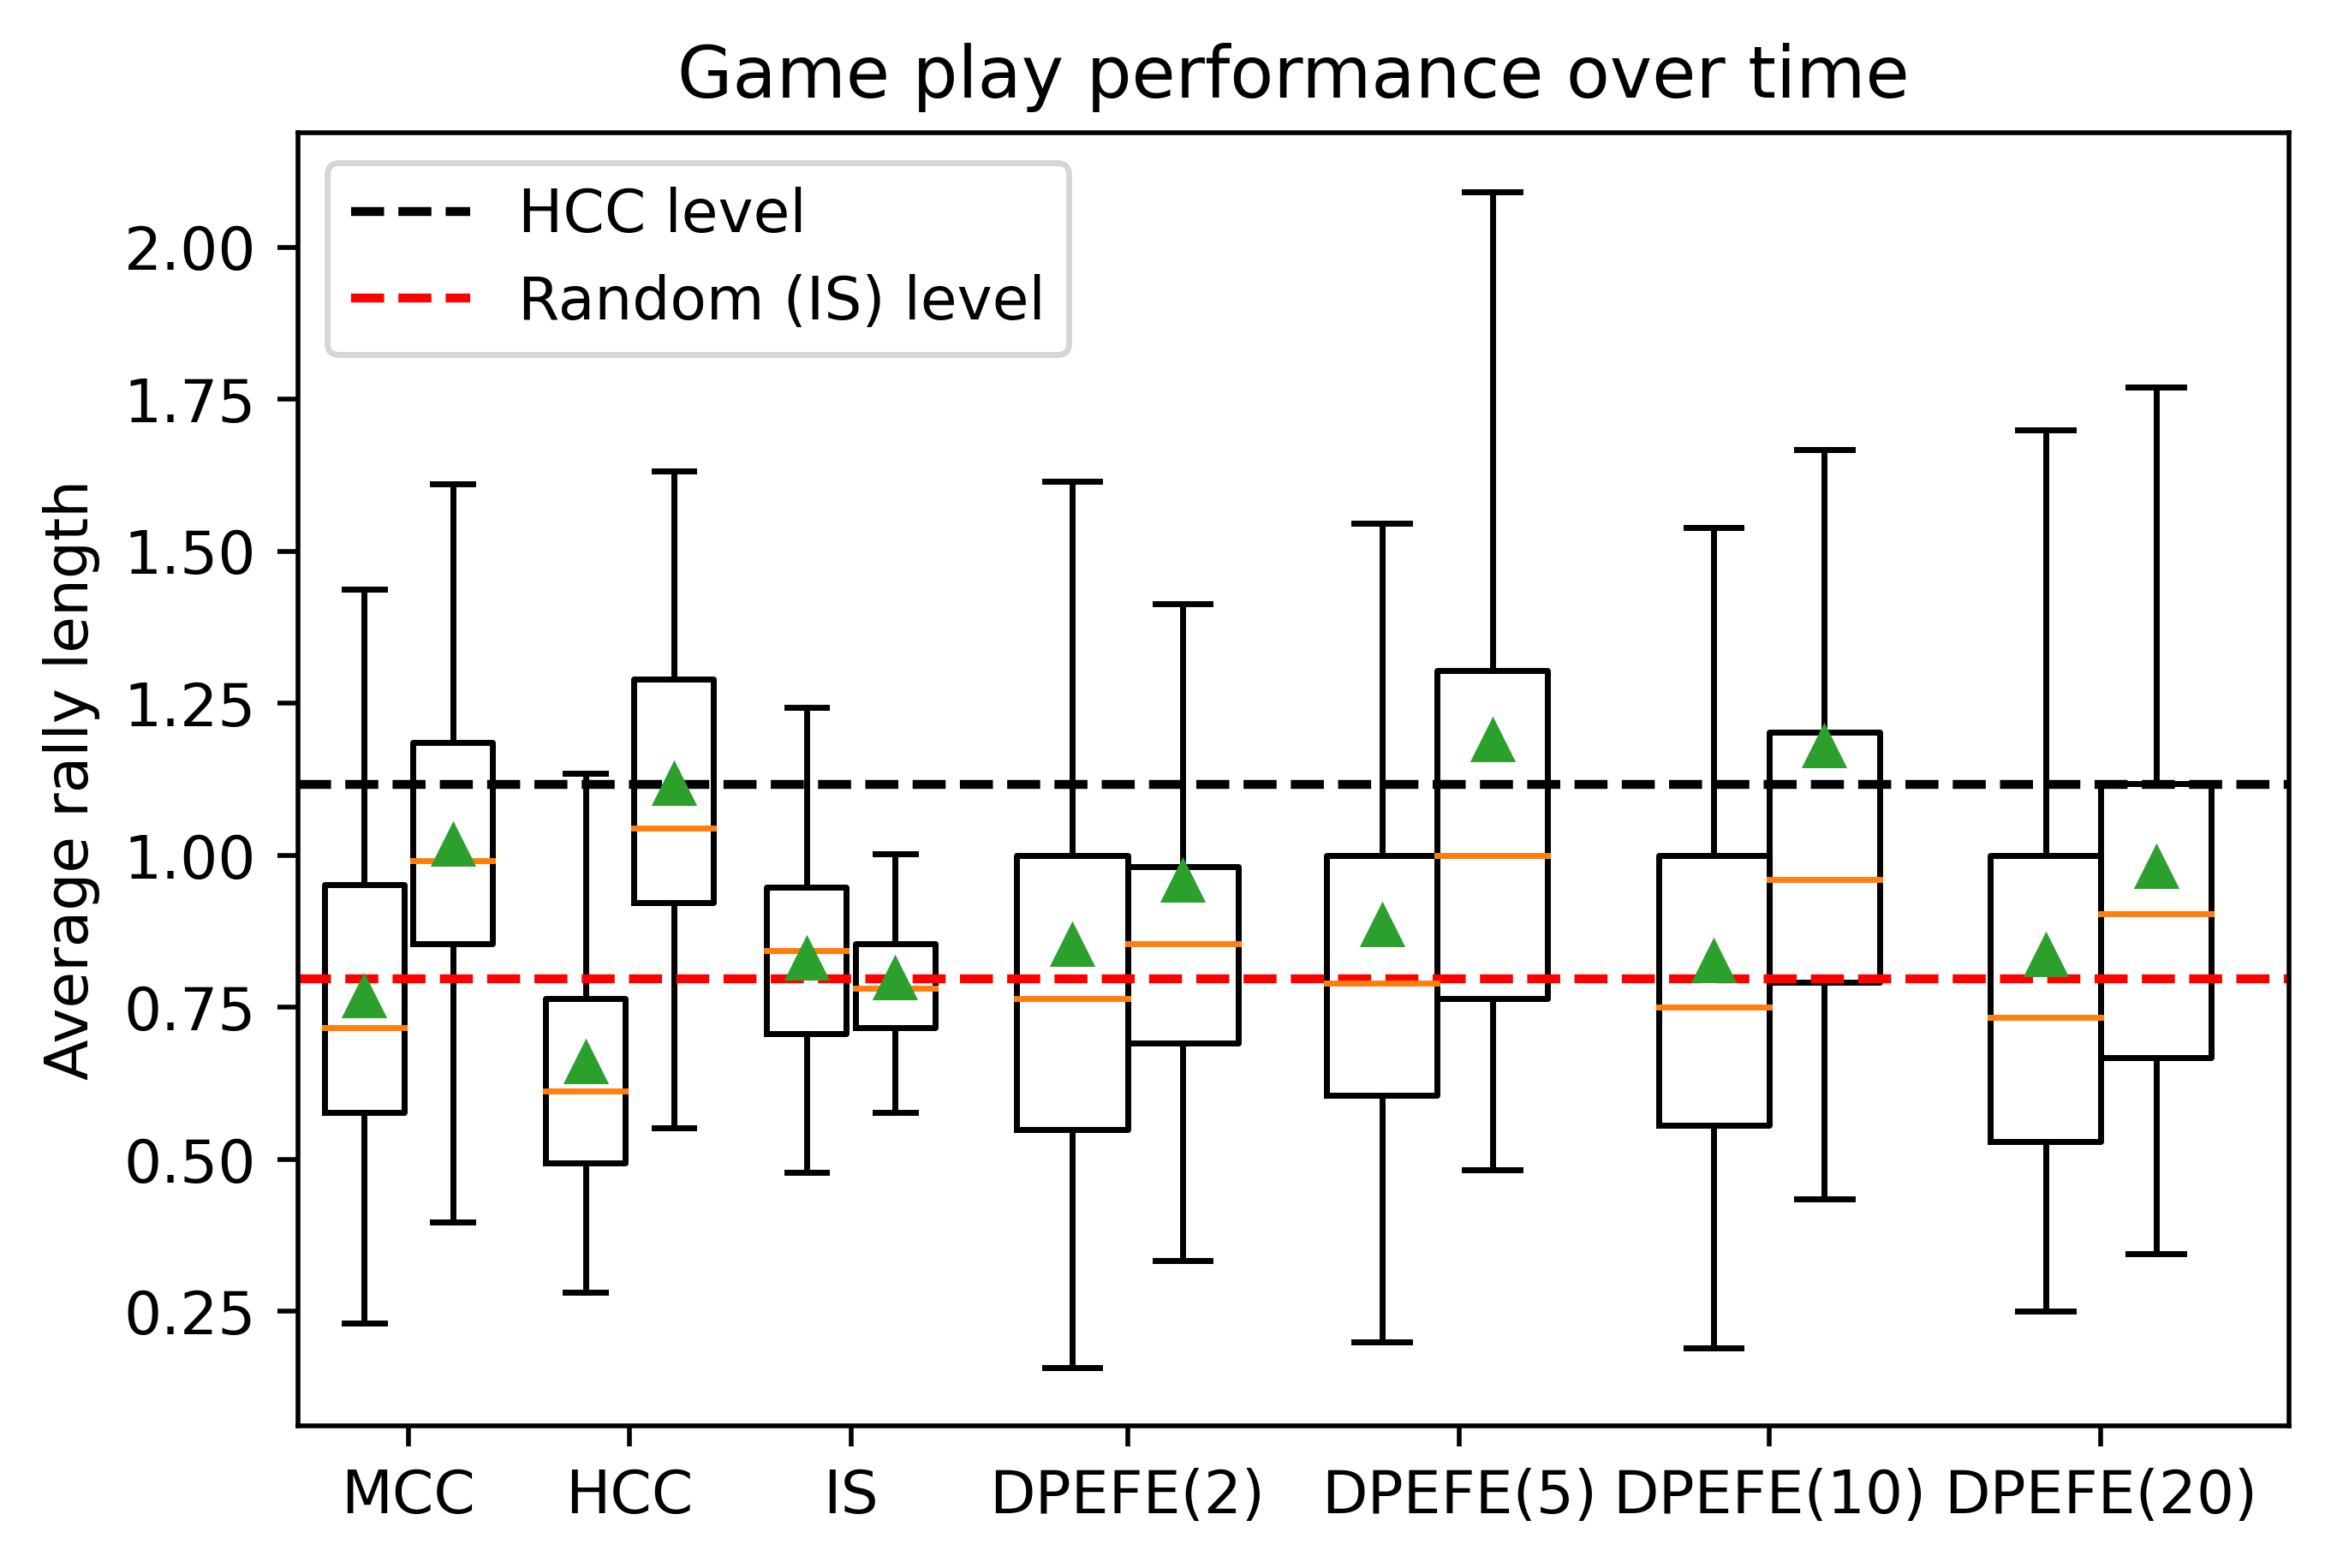 Game play performance over time
HCC level
Random (IS) level
Average rally length
2.00
1.75
1.50
1.25
1.00
0.75
0.50
0.25
MCC
HCC
IS
DPEFE(2)
DPEFE(5)
DPEFE(10)
DPEFE(20)